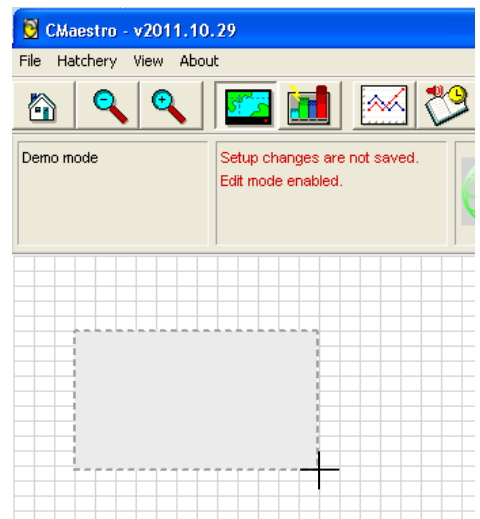 CMaestro - v2011.10.29
File Hatchery View About
Demo mode
Setup changes are not saved.
Edit mode enabled.